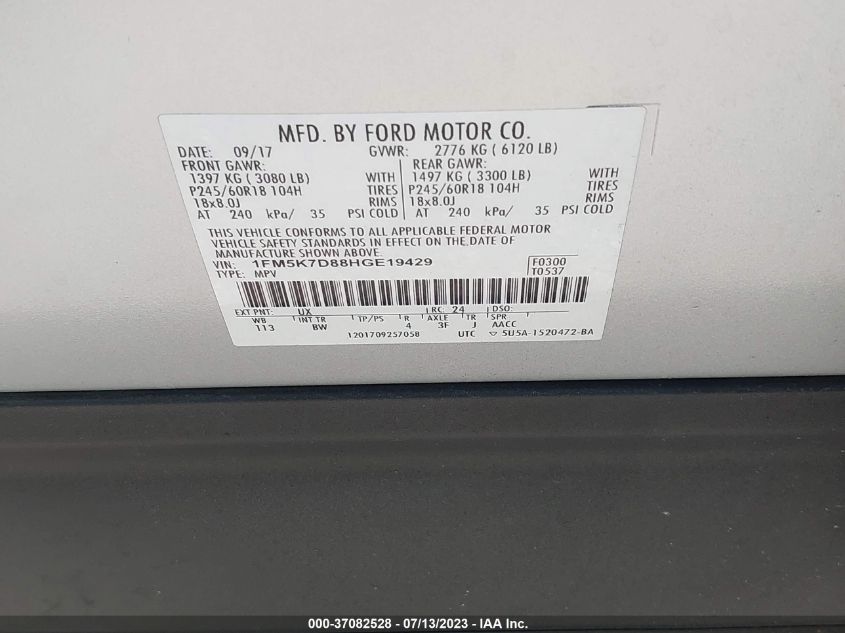 MFD. BY FORD MOTOR CO.
DATE: 09/17 GVWR: 2776 KG ( 6120 LB)
FRONT GAWR: REAR GAWR:
1397 KG ( 3080 LB) WITH 1497 KG ( 3300 LB) WITH
P245/60R18 104H TIRES P245/60R18 104H TIRES
18x8.0J RIMS 18x8.0J RIMS
AT 240 kPa/ 35 PSI COLD AT 240 kPa/ 35 PSI COLD
THIS VEHICLE CONFORMS TO ALL APPLICABLE FEDERAL MOTOR
VEHICLE SAFETY STANDARDS IN EFFECT ON THE DATE OF
MANUFACTURE SHOWN ABOVE.
VIN: 1FM5K7D88HGE19429 F0300
TYPE: MPV T0537
EXT PNT: UX RC: 24 DSO:
WB INT TR TP/PS R AXLE TR SPR
113 BW 4 3F J AACC
1201709257058 UTC ▽ 5U5A-1520472-BA
000-37082528 - 07/13/2023 - IAA Inc.